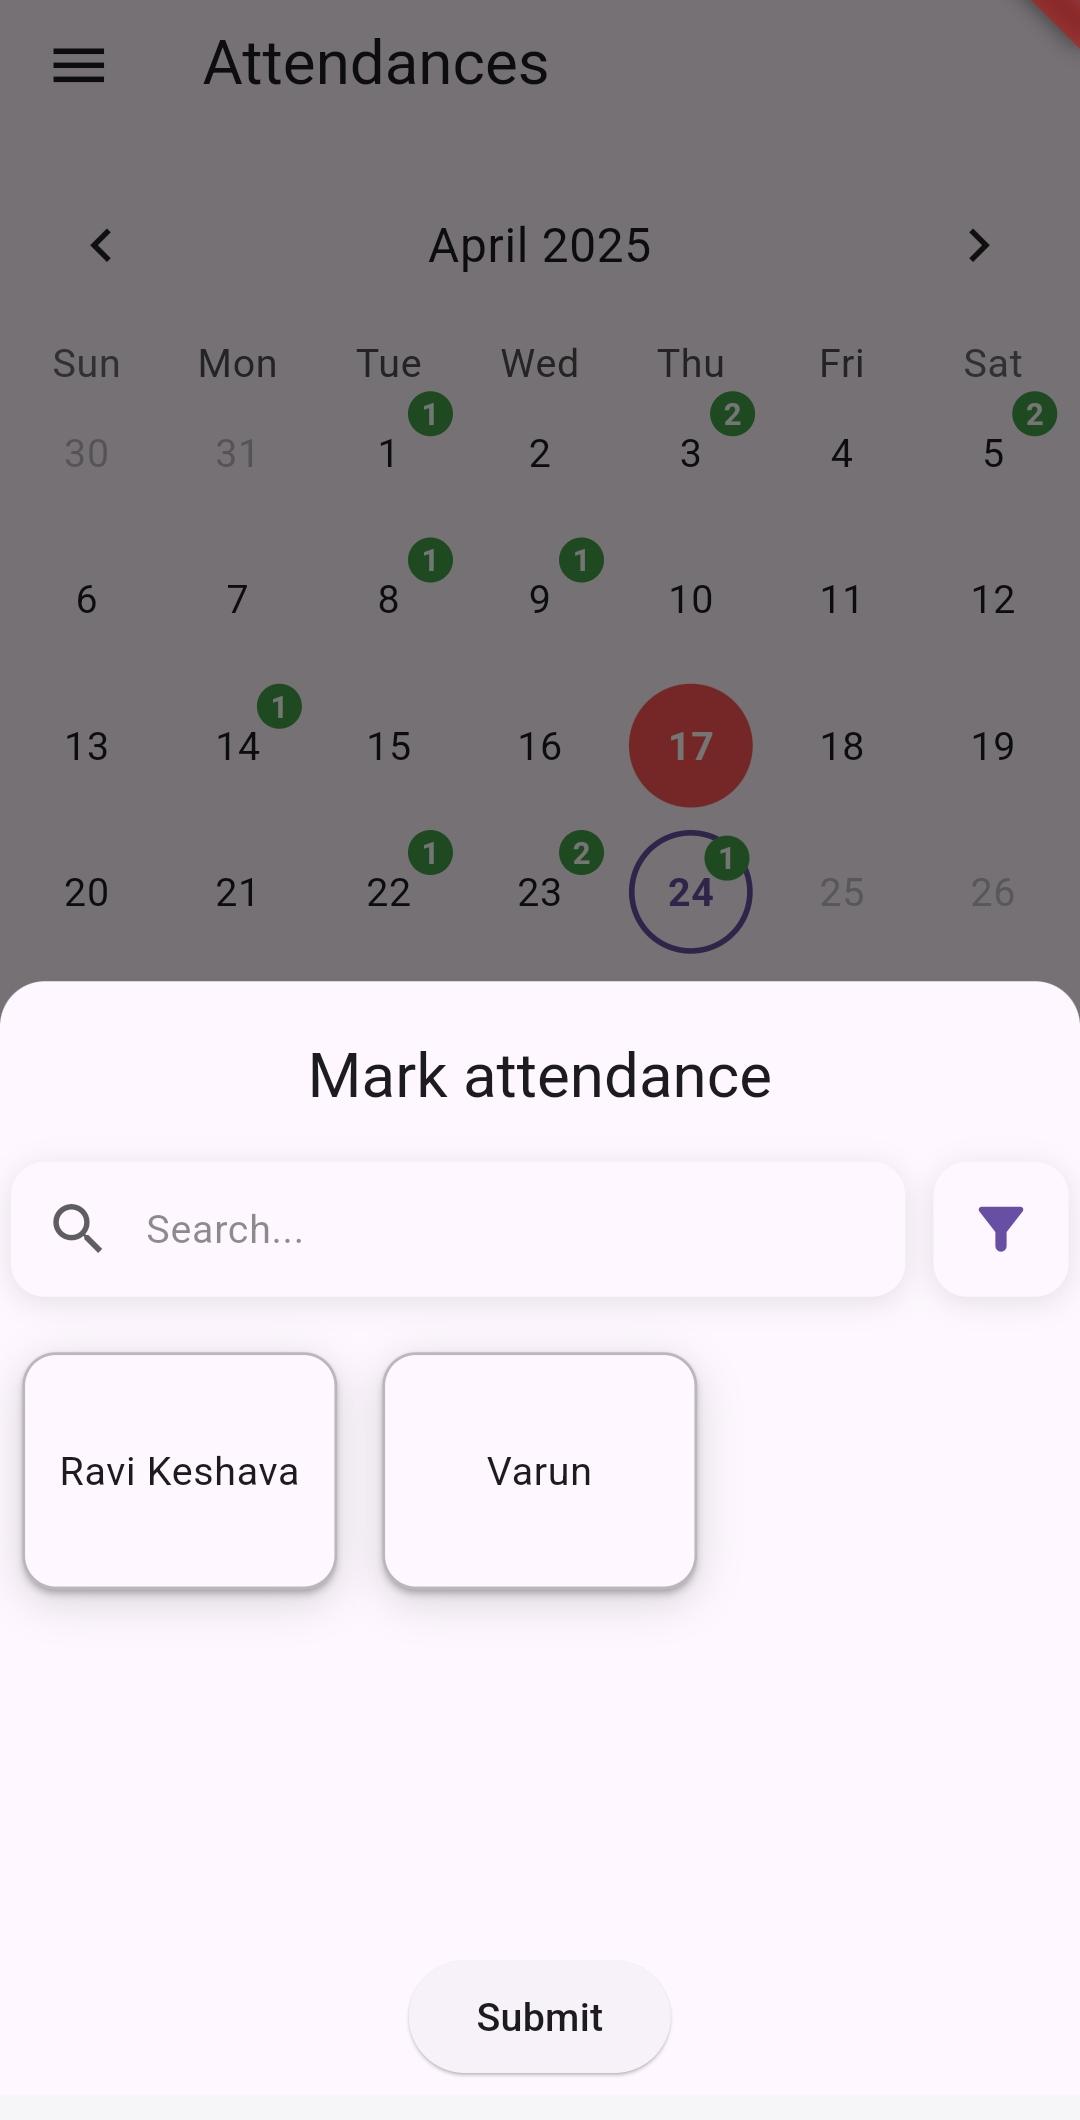 Attendances
April 2025
Sun Mon Tue Wed Thu Fri Sat
1 2 2
30 31 1 2 3 4 5
1 1
6 7 8 9 10 11 12
1
13 14 15 16 17 18 19
1 2 1
20 21 22 23 24 25 26
Mark attendance
Search...
Ravi Keshava Varun
Submit